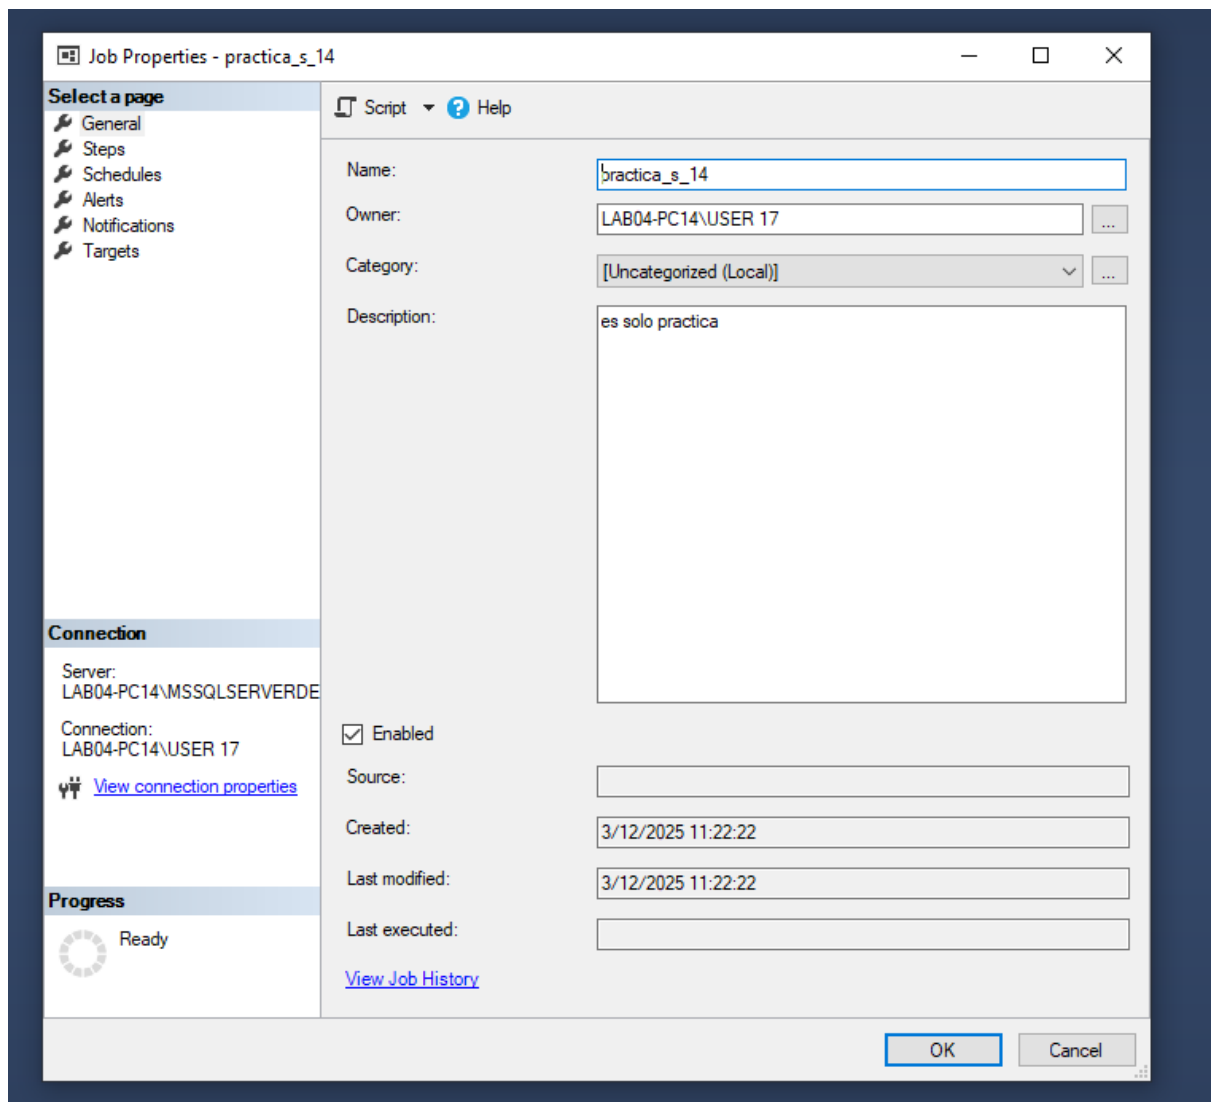 Job Properties - practica_s_14
Select a page
General
Steps
Schedules
Alerts
Notifications
Targets
Script
Help
Name:
practica_s_14
Owner:
LAB04-PC14\USER 17
...
Category:
[Uncategorized (Local)]
...
Description:
es solo practica
Connection
Server:
LAB04-PC14\MSSQLSERVERDE
Connection:
LAB04-PC14\USER 17
View connection properties
Progress
Ready
Enabled
Source:
Created:
3/12/2025 11:22:22
Last modified:
3/12/2025 11:22:22
Last executed:
View Job History
OK
Cancel